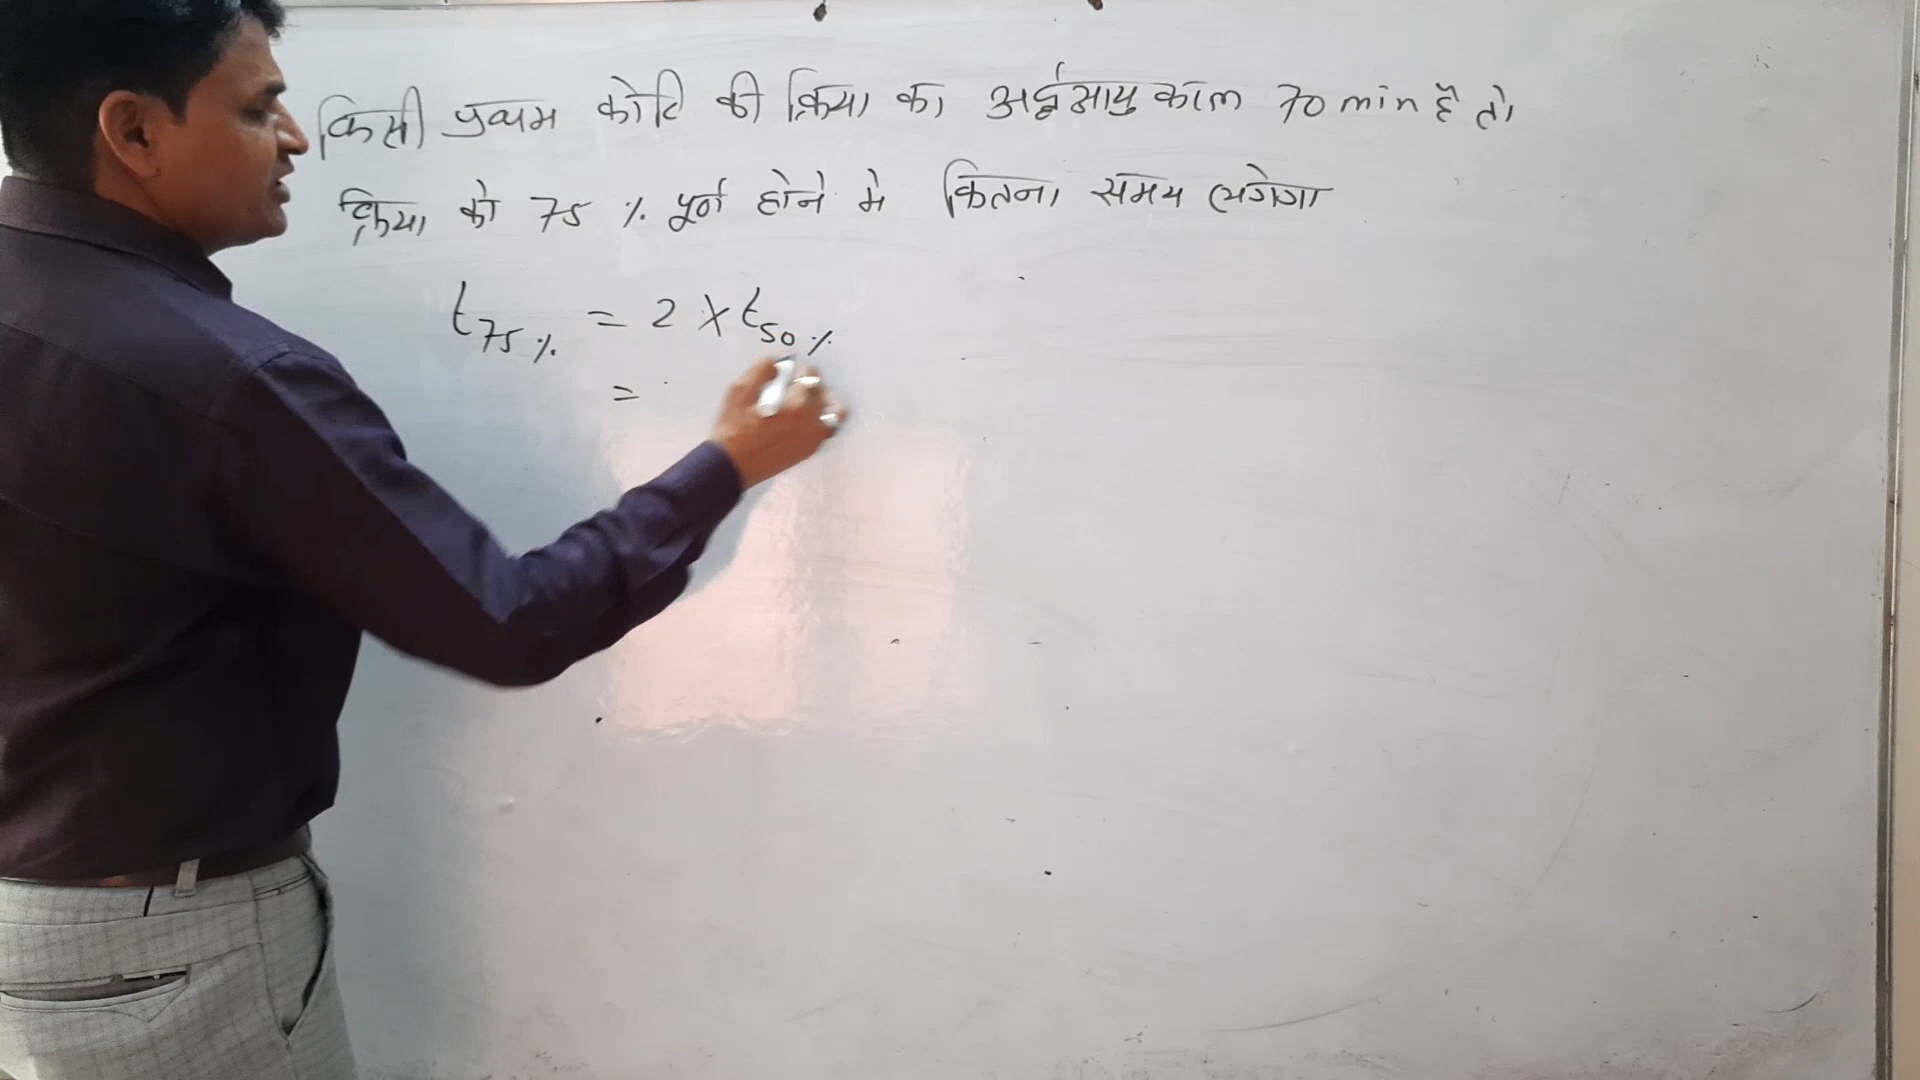 किसी प्रथम कोटि की क्रिया का अर्द्धआयु काल 70 min है तो
क्रिया को 75 % पूर्ण होने मे कितना समय लगेगा
t75 % = 2 × t50 %
=